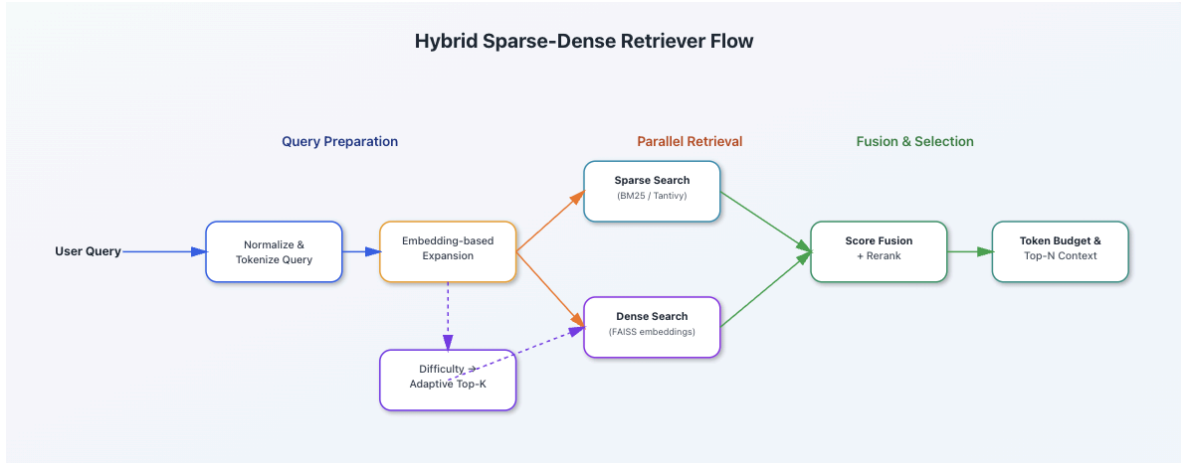 Hybrid Sparse-Dense Retriever Flow
Query Preparation
Parallel Retrieval
Fusion & Selection
User Query
Normalize &
Tokenize Query
Embedding-based
Expansion
Difficulty →
Adaptive Top-K
Sparse Search
(BM25 / Tantivy)
Dense Search
(FAISS embeddings)
Score Fusion
+ Rerank
Token Budget &
Top-N Context